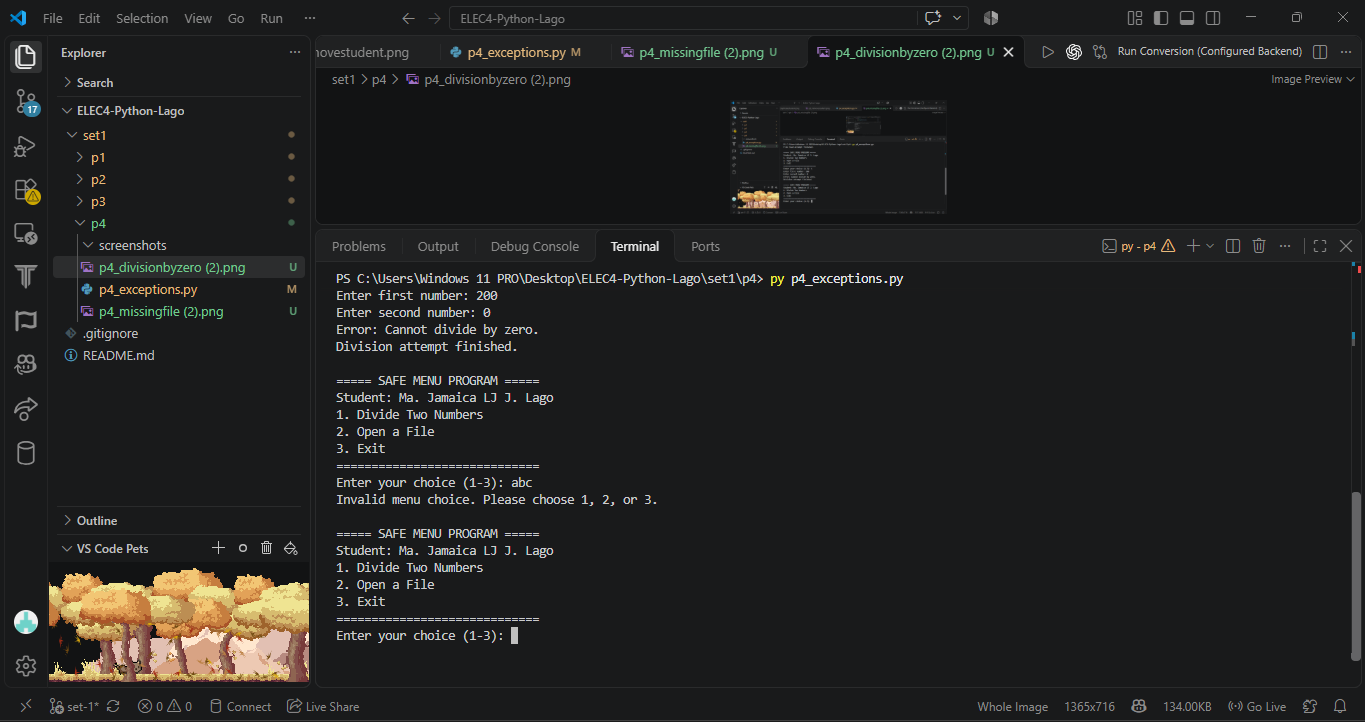 File Edit Selection View Go Run ··· ELEC4-Python-Lago
Explorer ···
Search
ELEC4-Python-Lago
set1
p1
p2
p3
p4
screenshots
p4_divisionbyzero (2).png U
p4_exceptions.py M
p4_missingfile (2).png U
.gitignore
README.md
Outline
VS Code Pets
17
novestudent.png p4_exceptions.py M p4_missingfile (2).png U p4_divisionbyzero (2).png U Run Conversion (Configured Backend) ···
set1 > p4 > p4_divisionbyzero (2).png Image Preview
Problems Output Debug Console Terminal Ports py - p4 ···
PS C:\Users\Windows 11 PRO\Desktop\ELEC4-Python-Lago\set1\p4> py p4_exceptions.py
Enter first number: 200
Enter second number: 0
Error: Cannot divide by zero.
Division attempt finished.
===== SAFE MENU PROGRAM =====
Student: Ma. Jamaica LJ J. Lago
1. Divide Two Numbers
2. Open a File
3. Exit
=============================
Enter your choice (1-3): abc
Invalid menu choice. Please choose 1, 2, or 3.
===== SAFE MENU PROGRAM =====
Student: Ma. Jamaica LJ J. Lago
1. Divide Two Numbers
2. Open a File
3. Exit
=============================
Enter your choice (1-3):
set-1* 0 0 Connect Live Share Whole Image 1365x716 134.00KB Go Live